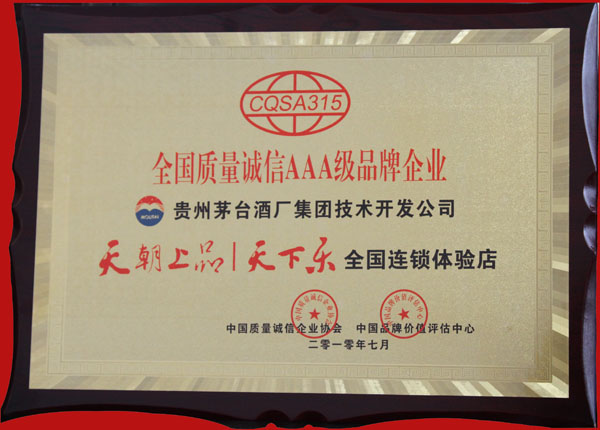 CQSA315
全国质量诚信AAA级品牌企业
MOUTAI 贵州茅台酒厂集团技术开发公司
天朝上品|天下乐 全国连锁体验店
中国质量诚信企业协会 中国品牌价值评估中心
二零一零年七月